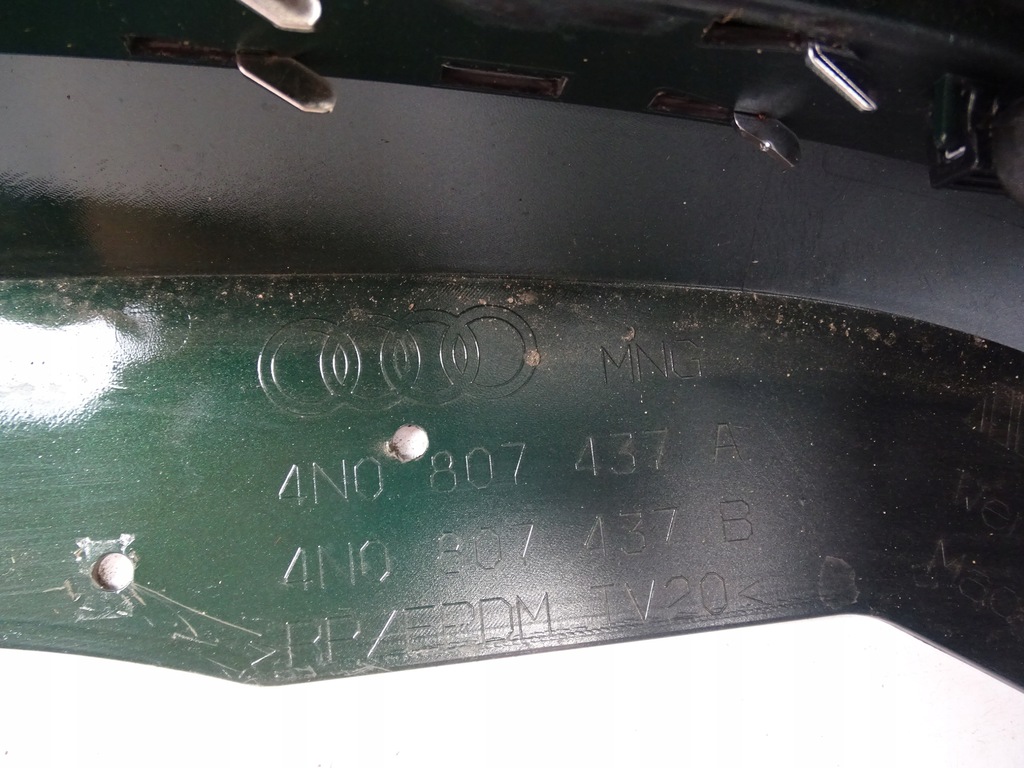 MNG
4N0 807 437 A
4N0 807 437 B
>PP/EPDM TV20<